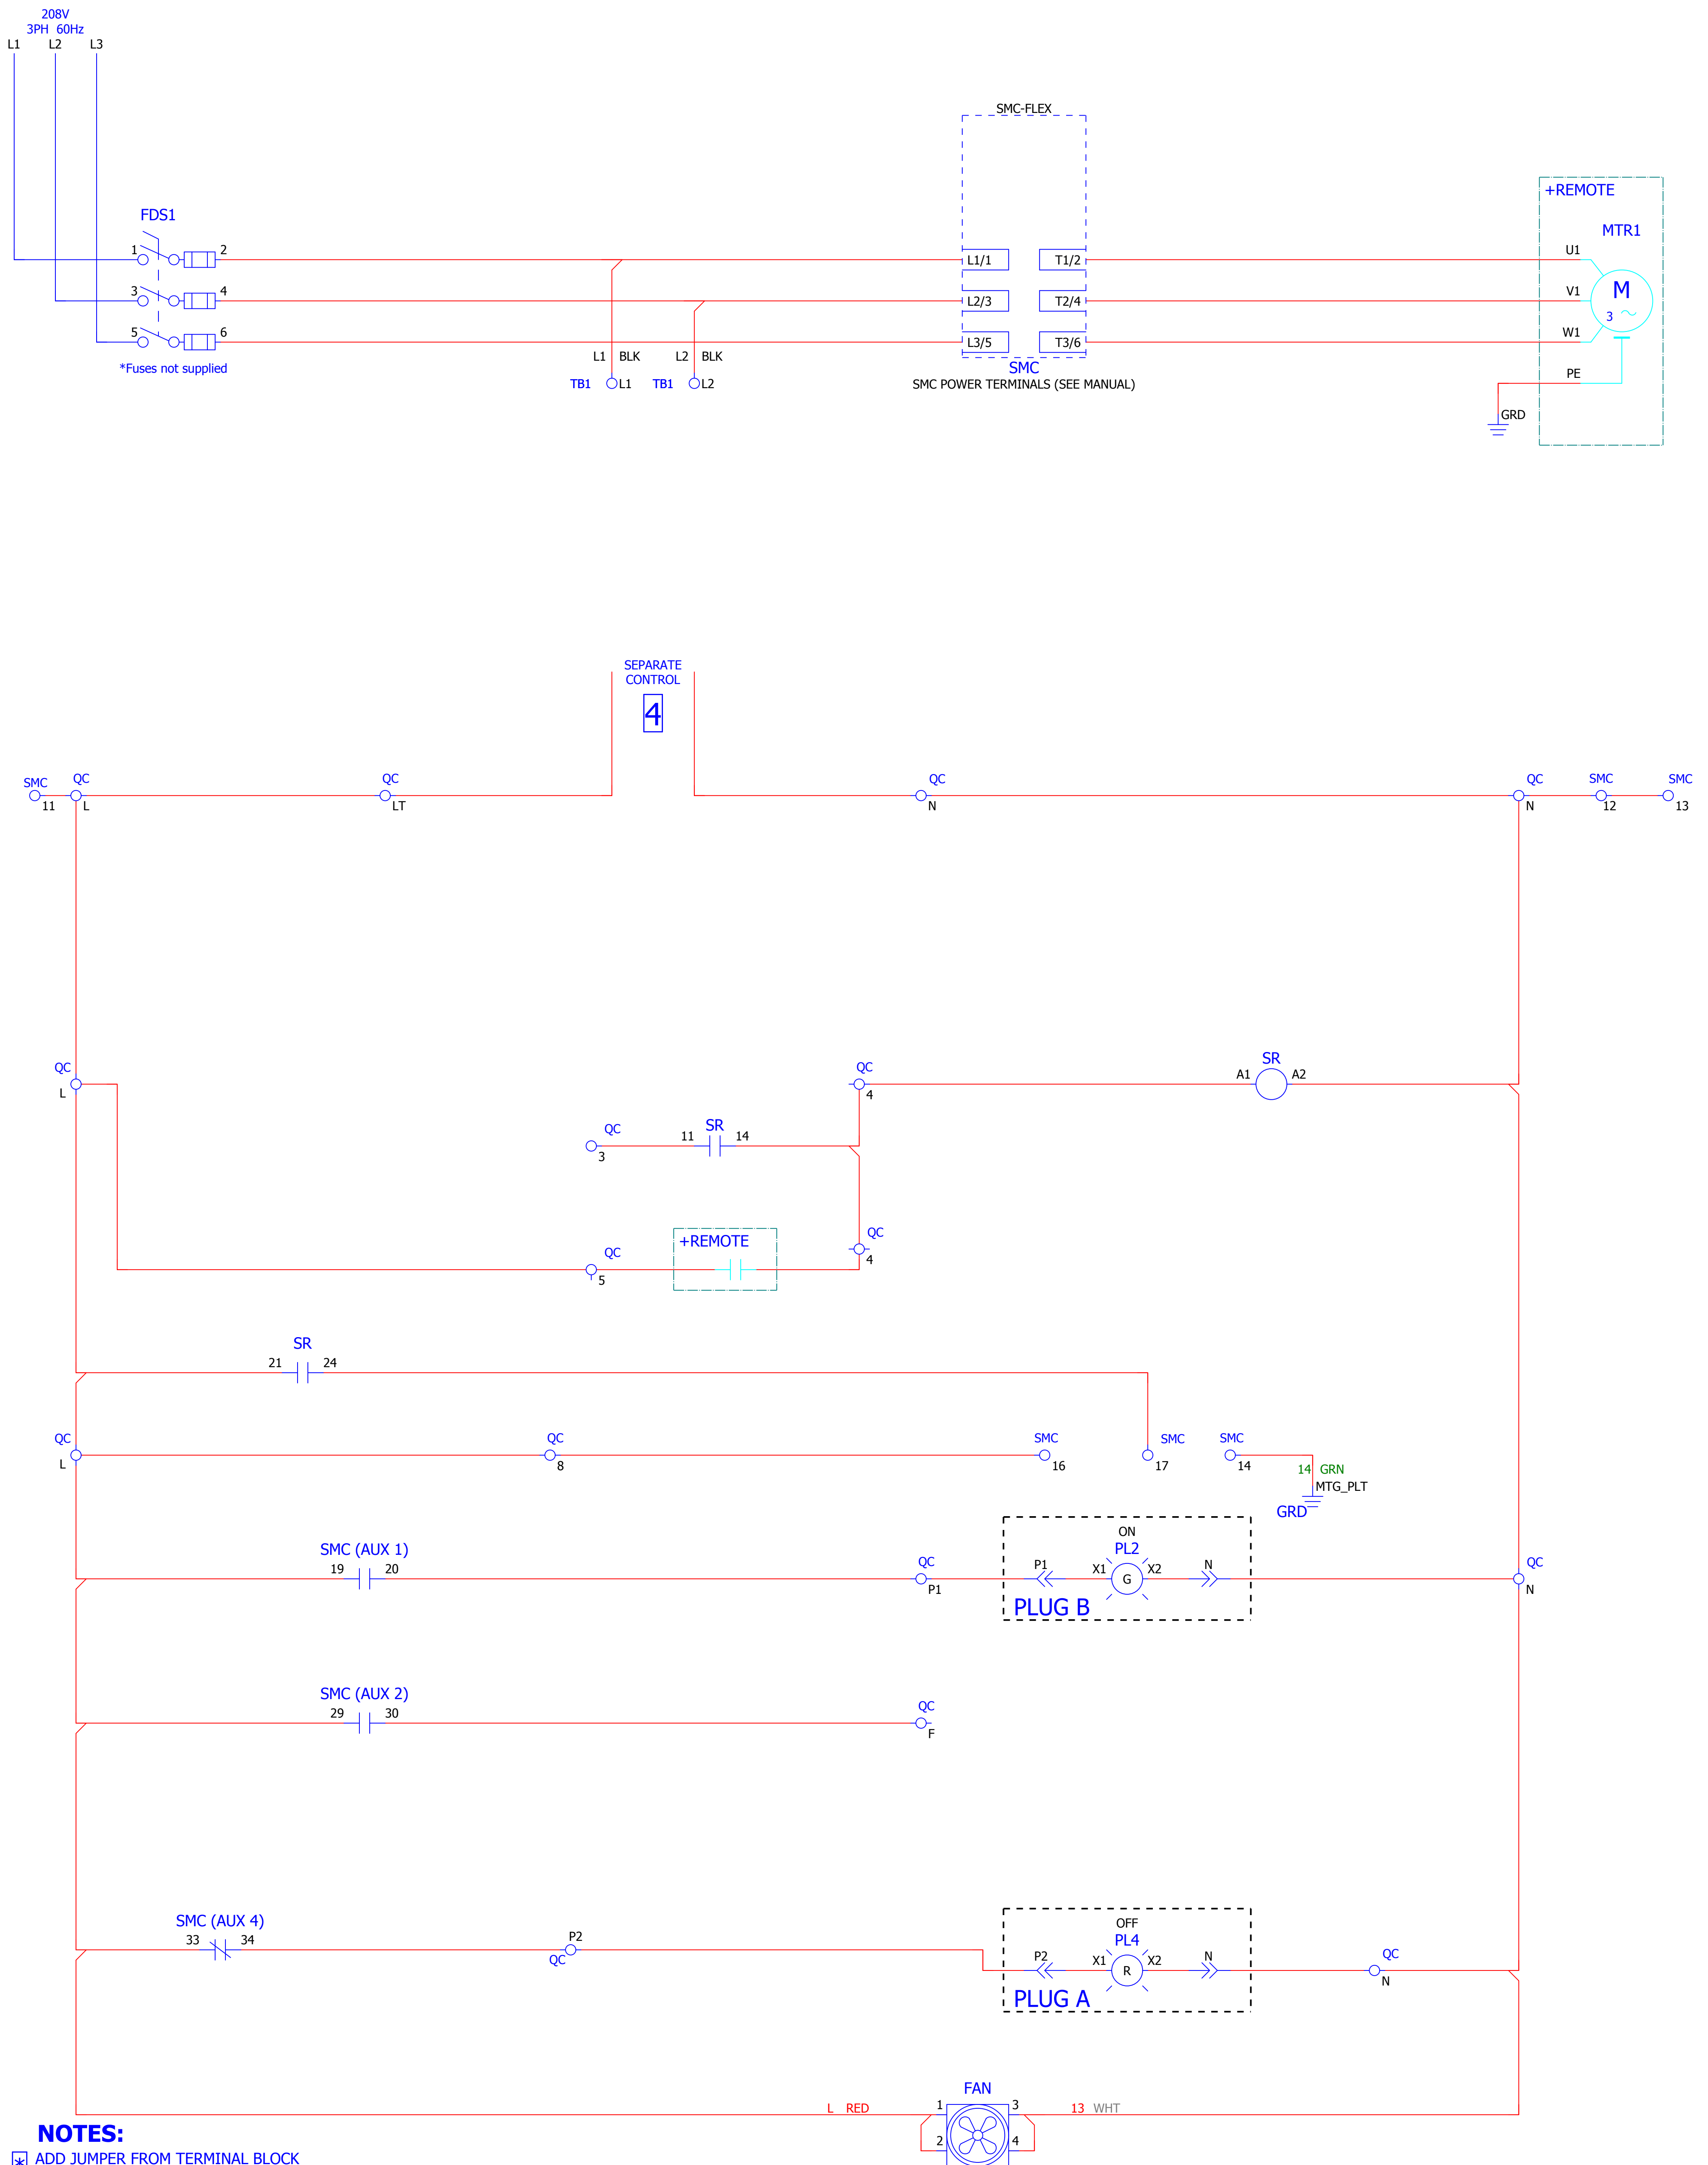 208V
3PH 60Hz
L1 L2 L3
SMC-FLEX
+REMOTE
FDS1
MTR1
1 2 L1/1 T1/2 U1
3 4 L2/3 T2/4 V1 M
3
5 6 L3/5 T3/6 W1
*Fuses not supplied
L1 BLK L2 BLK
SMC
TB1 L1 TB1 L2
SMC POWER TERMINALS (SEE MANUAL)
PE
GRD
SEPARATE
CONTROL
4
SMC QC QC QC QC SMC SMC
11 L LT N N 12 13
QC QC SR
L 4 A1 A2
QC SR
3 11 14
QC +REMOTE QC
5 4
SR
21 24
QC QC SMC SMC SMC
L 8 16 17 14
14 GRN
MTG_PLT
GRD
SMC (AUX 1)
19 20
QC
P1
ON
PL2
P1 X1 G X2 N
PLUG B
QC
N
SMC (AUX 2)
29 30
QC
F
SMC (AUX 4)
33 34
P2
QC
OFF
PL4
P2 X1 R X2 N
PLUG A
QC
N
FAN
L RED 1 3 13 WHT
2 4
NOTES:
* ADD JUMPER FROM TERMINAL BLOCK